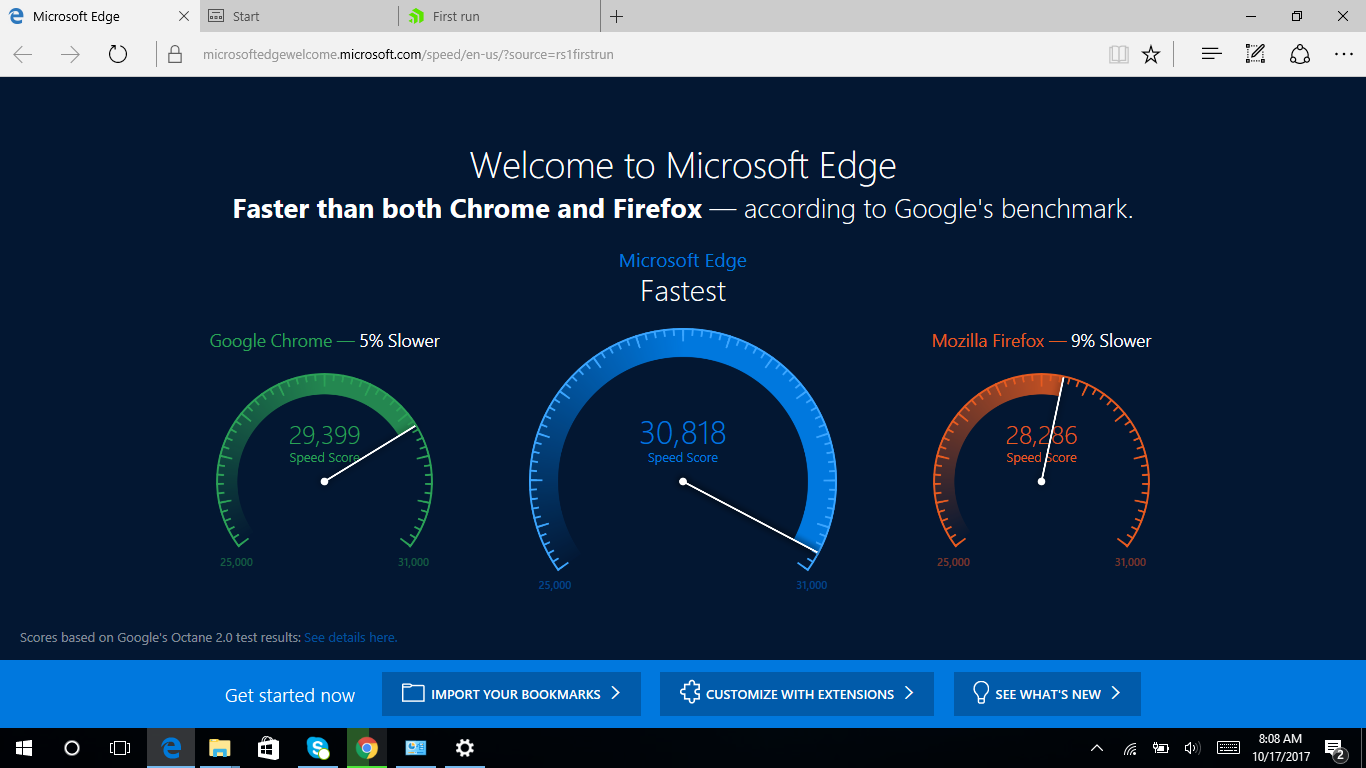 Microsoft Edge
Start
First run
microsoftedgewelcome.microsoft.com/speed/en-us/?source=rs1firstrun
Welcome to Microsoft Edge
Faster than both Chrome and Firefox — according to Google's benchmark.
Microsoft Edge
Fastest
Google Chrome — 5% Slower
Mozilla Firefox — 9% Slower
29,399
Speed Score
30,818
Speed Score
28,286
Speed Score
25,000
31,000
25,000
31,000
25,000
31,000
Scores based on Google's Octane 2.0 test results: See details here.
Get started now
IMPORT YOUR BOOKMARKS
CUSTOMIZE WITH EXTENSIONS
SEE WHAT'S NEW
8:08 AM
10/17/2017
2